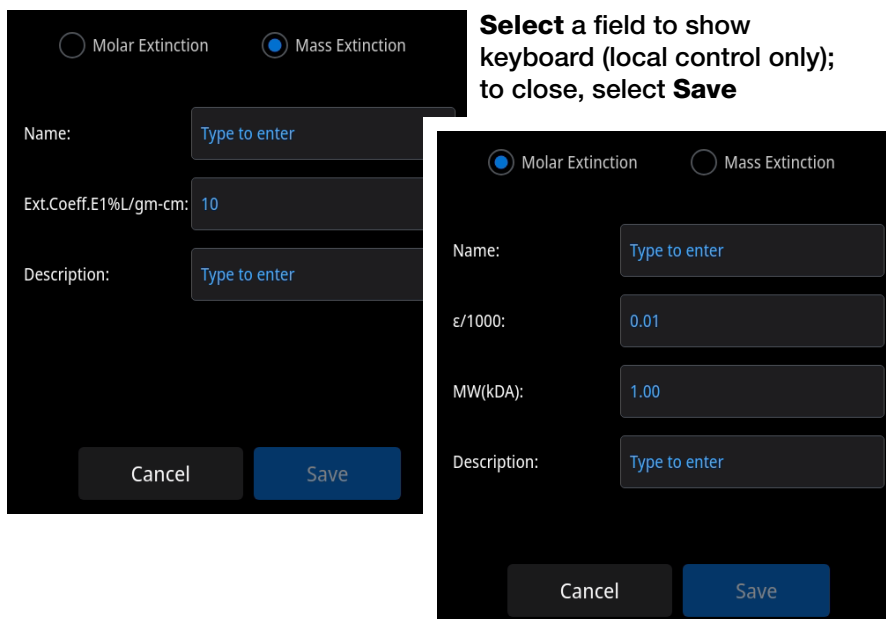 Molar Extinction
Mass Extinction
Name:
Type to enter
Ext.Coeff.E1%L/gm-cm:
10
Description:
Type to enter
Cancel
Save
Select a field to show
keyboard (local control only);
to close, select Save
Molar Extinction
Mass Extinction
Name:
Type to enter
ε/1000:
0.01
MW(kDA):
1.00
Description:
Type to enter
Cancel
Save